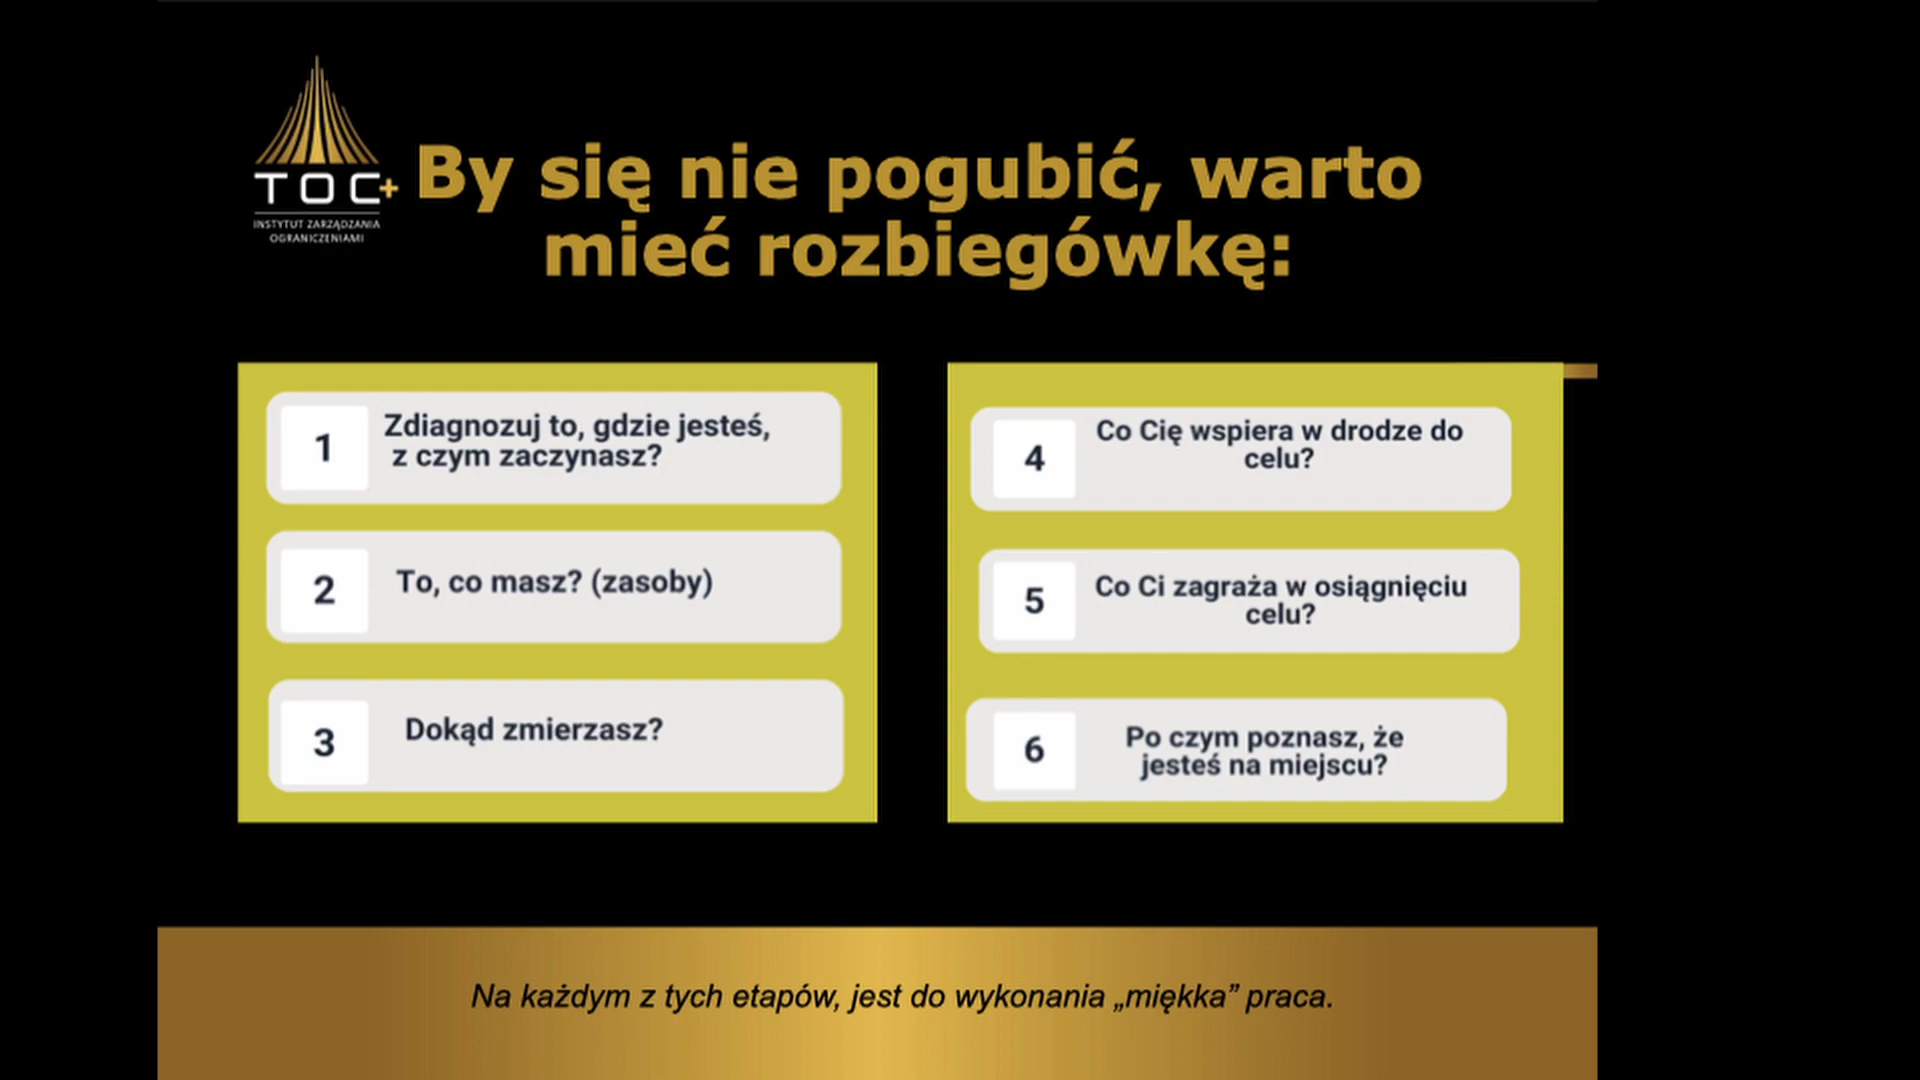 TOC+
INSTYTUT ZARZĄDZANIA
OGRANICZENIAMI
By się nie pogubić, warto
mieć rozbiegówkę:
1
Zdiagnozuj to, gdzie jesteś,
z czym zaczynasz?
2
To, co masz? (zasoby)
3
Dokąd zmierzasz?
4
Co Cię wspiera w drodze do
celu?
5
Co Ci zagraża w osiągnięciu
celu?
6
Po czym poznasz, że
jesteś na miejscu?
Na każdym z tych etapów, jest do wykonania „miękka” praca.